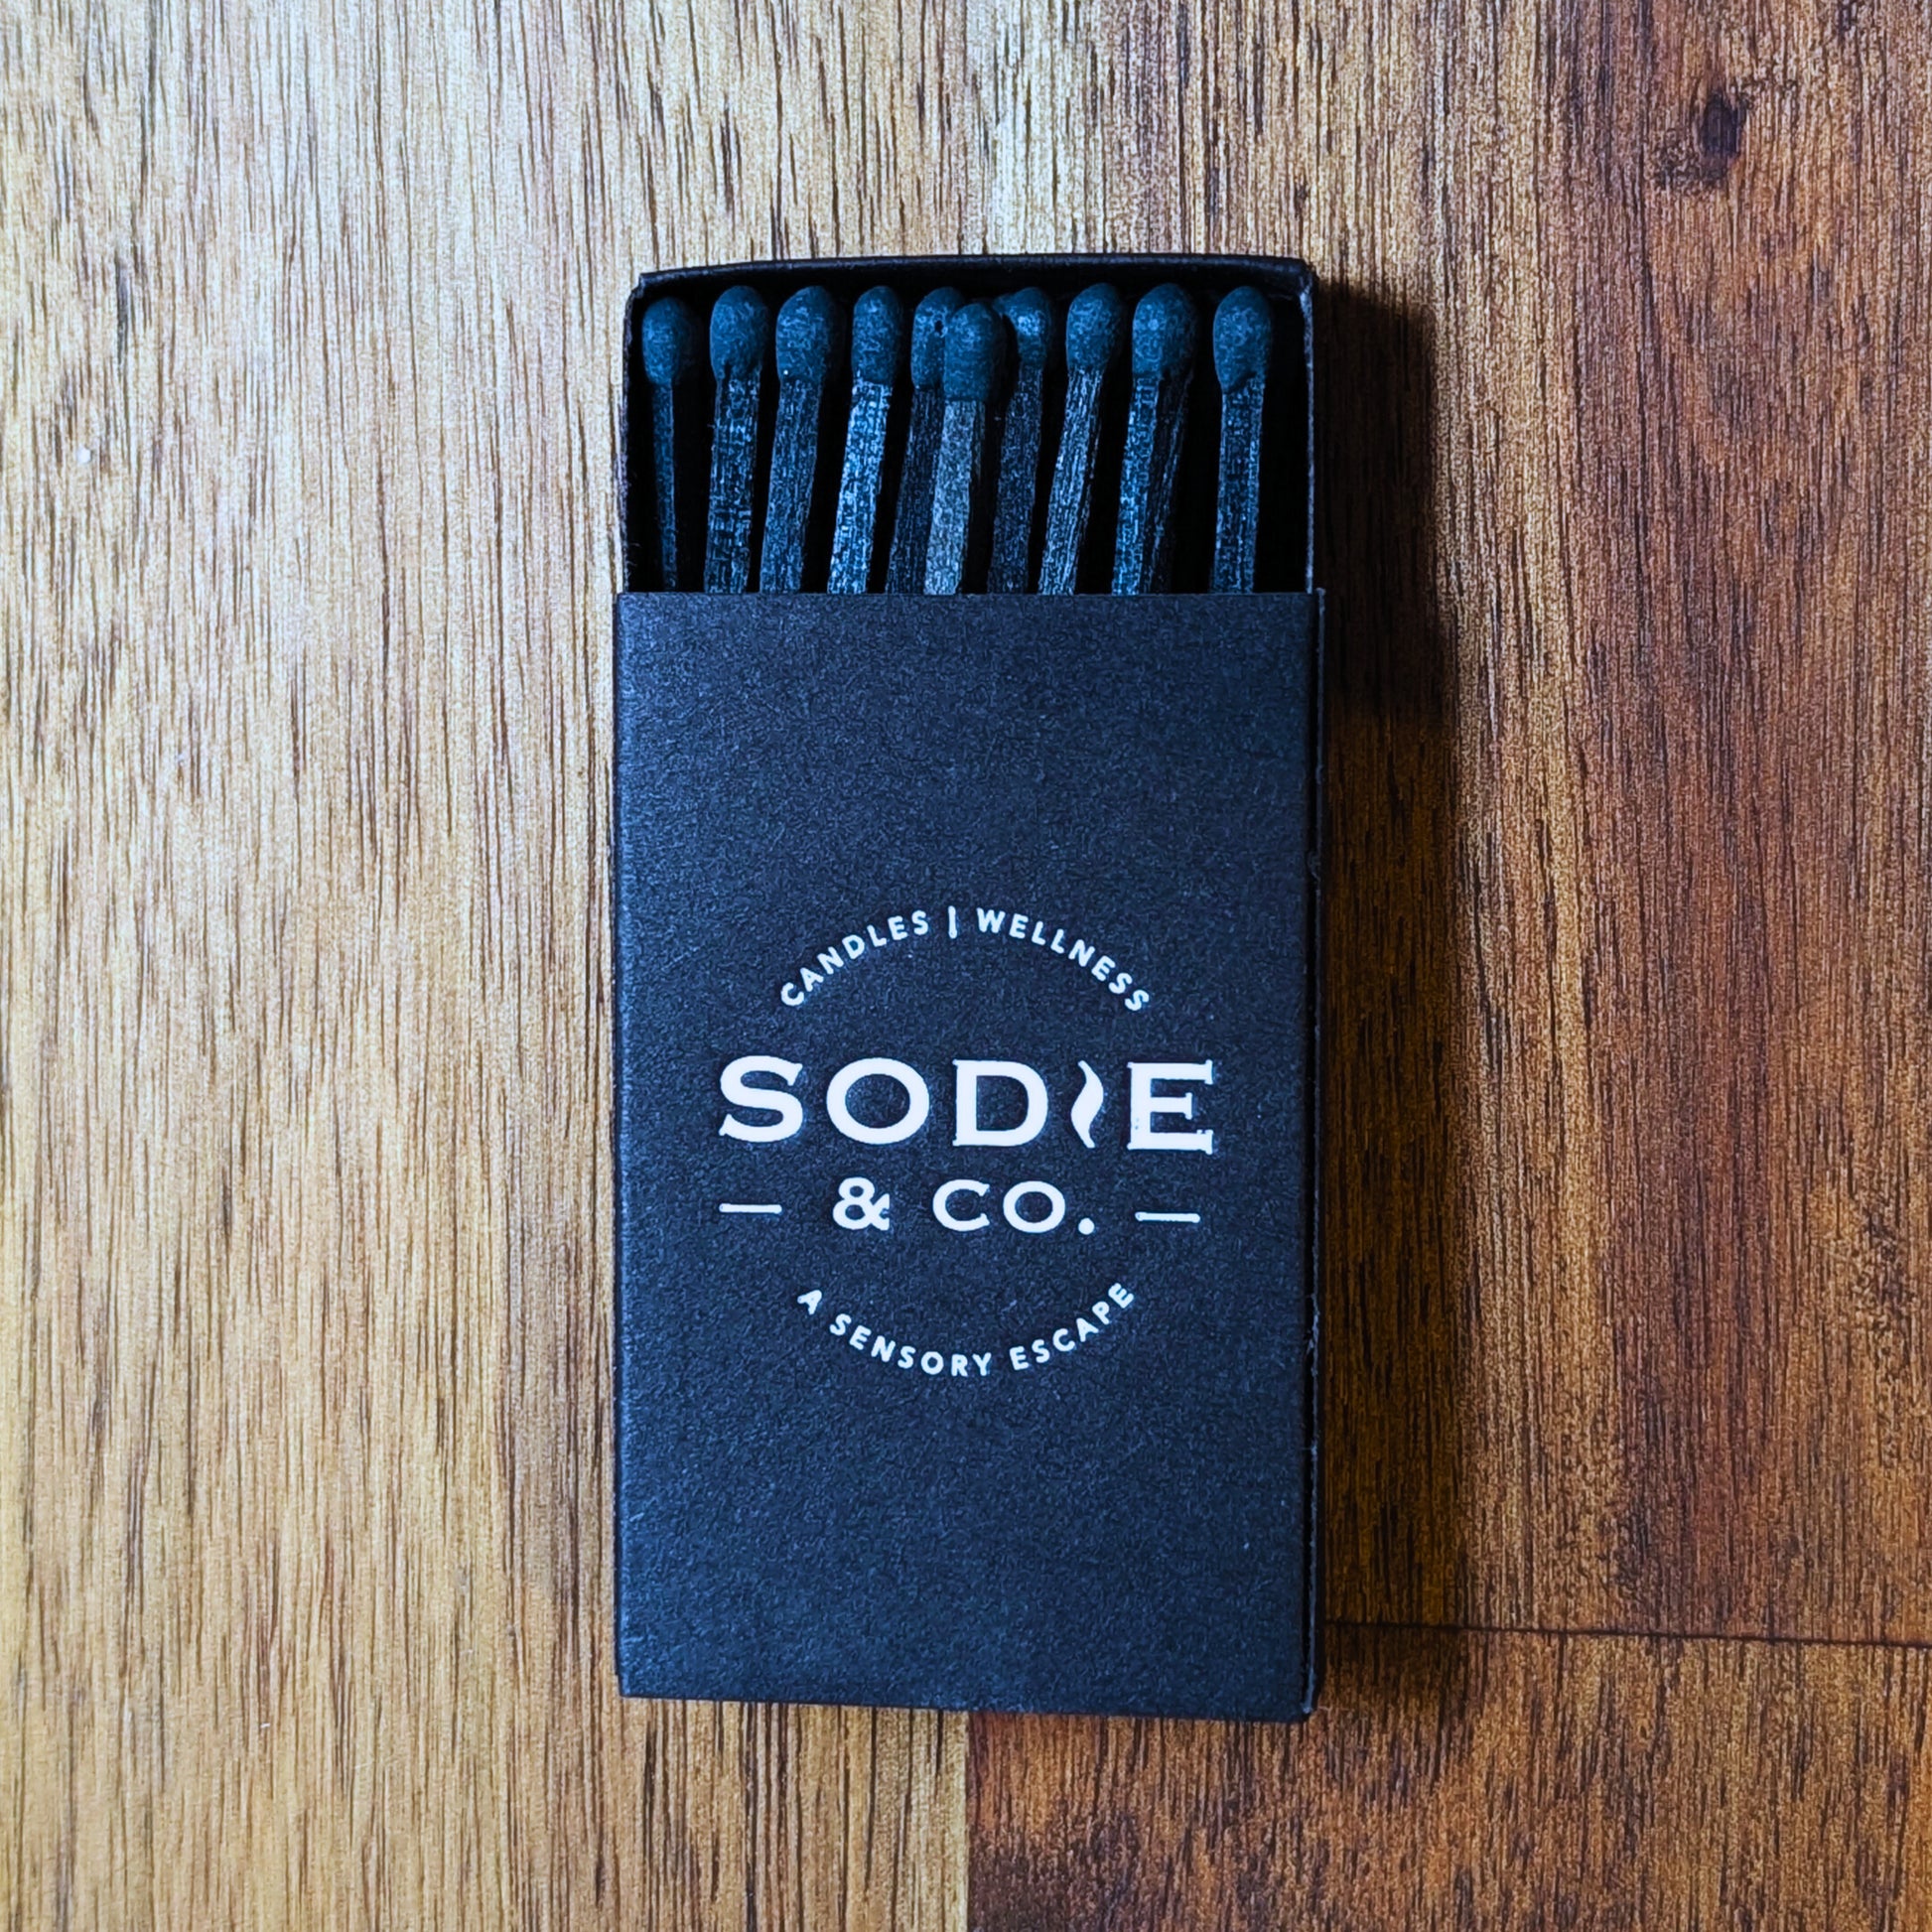 CANDLES | WELLNESS
SODIE
& CO.
A SENSORY ESCAPE